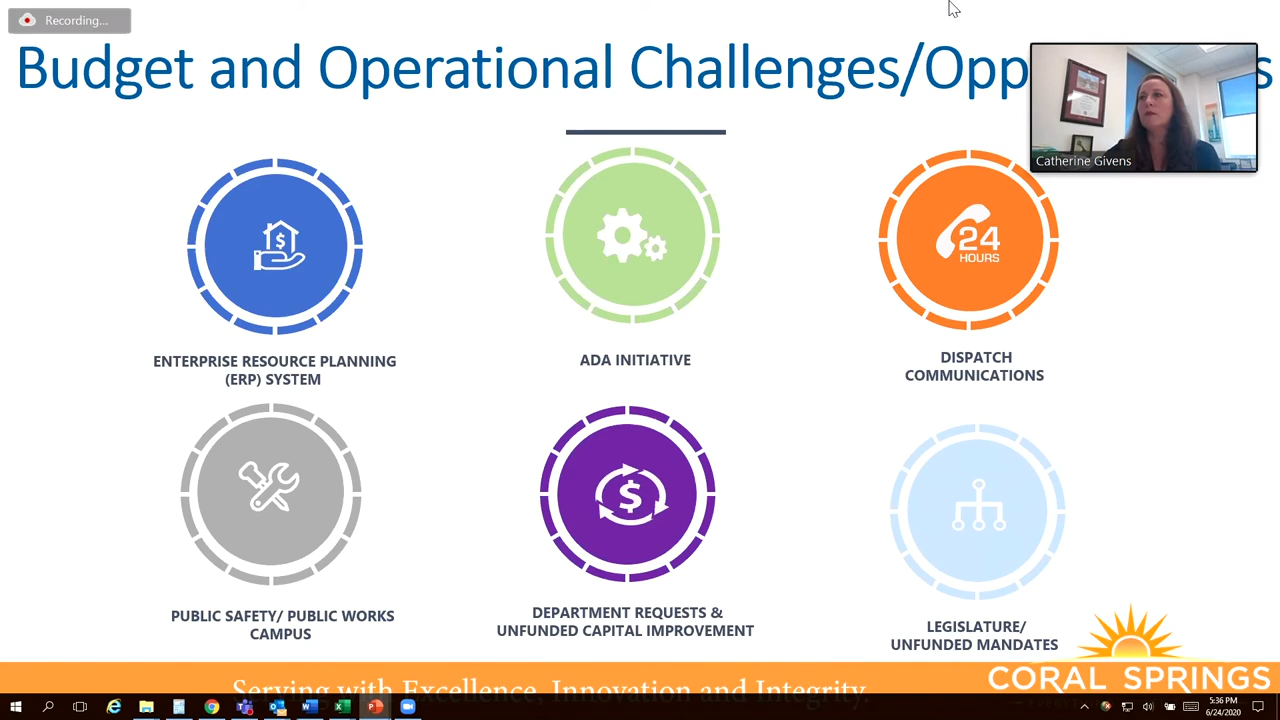 Recording...
Budget and Operational Challenges/Opp
s
Catherine Givens
24
HOURS
ENTERPRISE RESOURCE PLANNING
(ERP) SYSTEM
ADA INITIATIVE
DISPATCH
COMMUNICATIONS
PUBLIC SAFETY/ PUBLIC WORKS
CAMPUS
DEPARTMENT REQUESTS &
UNFUNDED CAPITAL IMPROVEMENT
LEGISLATURE/
UNFUNDED MANDATES
Serving with Excellence, Innovation and Integrity.
CORAL SPRINGS
5:36 PM
6/24/2020